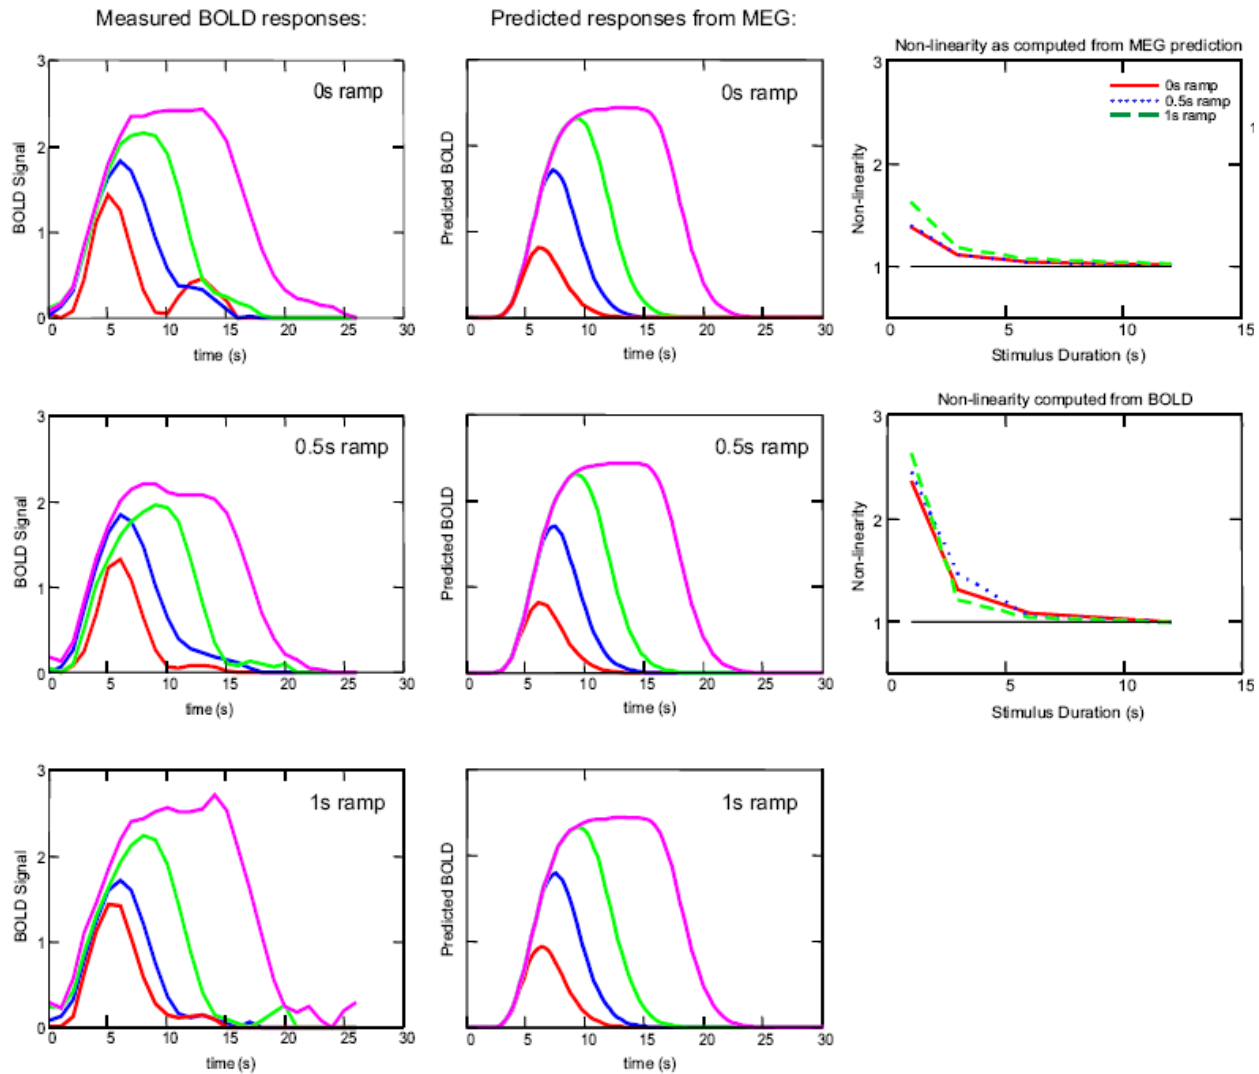 Measured BOLD responses:
Predicted responses from MEG:
3
2
1
0
0s ramp
BOLD Signal
0 5 10 15 20 25 30
time (s)
0s ramp
Predicted BOLD
0 5 10 15 20 25 30
time (s)
Non-linearity as computed from MEG prediction
3
2
1
0s ramp
0.5s ramp
1s ramp
1
Non-linearity
0 5 10 15
Stimulus Duration (s)
3
2
1
0
0.5s ramp
BOLD Signal
0 5 10 15 20 25 30
time (s)
0.5s ramp
Predicted BOLD
0 5 10 15 20 25 30
time (s)
Non-linearity computed from BOLD
3
2
1
Non-linearity
0 5 10 15
Stimulus Duration (s)
3
2
1
0
1s ramp
BOLD Signal
0 5 10 15 20 25 30
time (s)
1s ramp
Predicted BOLD
0 5 10 15 20 25 30
time (s)